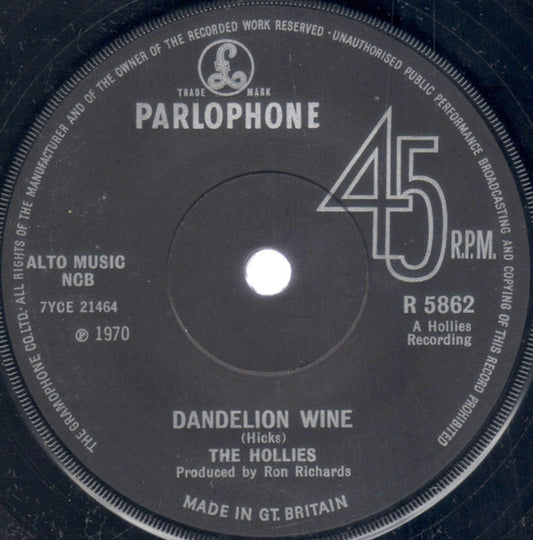 THE GRAMOPHONE CO.LTD. · ALL RIGHTS OF THE MANUFACTURER AND OF THE OWNER OF THE RECORDED WORK RESERVED · UNAUTHORISED PUBLIC PERFORMANCE BROADCASTING AND COPYING OF THIS RECORD PROHIBITED
£
TRADE MARK
PARLOPHONE
45 R.P.M.
ALTO MUSIC
NCB
7YCE 21464
℗ 1970
R 5862
A Hollies
Recording
DANDELION WINE
(Hicks)
THE HOLLIES
Produced by Ron Richards
MADE IN GT. BRITAIN